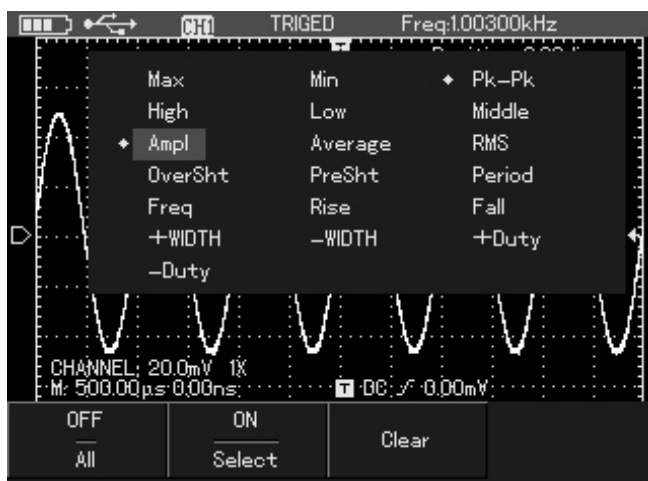 CH1 TRIGED Freq:1.00300kHz
T
Max Min ◆ Pk-Pk
High Low Middle
◆ Ampl Average RMS
OverSht PreSht Period
Freq Rise Fall
+WIDTH -WIDTH +Duty
-Duty
CHANNEL: 20.0mV 1X
M: 500.00µs 0.00ns T DC 0.00mV
OFF ON Clear
All Select